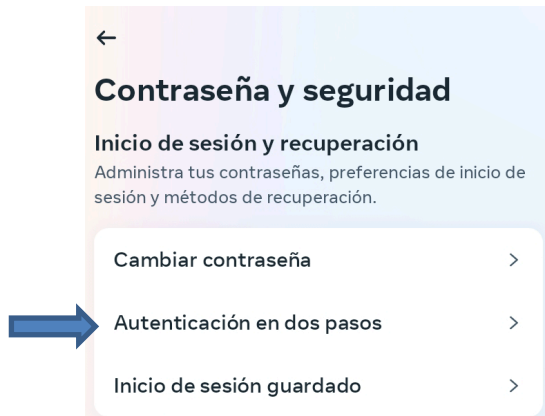 Contraseña y seguridad
Inicio de sesión y recuperación
Administra tus contraseñas, preferencias de inicio de
sesión y métodos de recuperación.
Cambiar contraseña
Autenticación en dos pasos
Inicio de sesión guardado